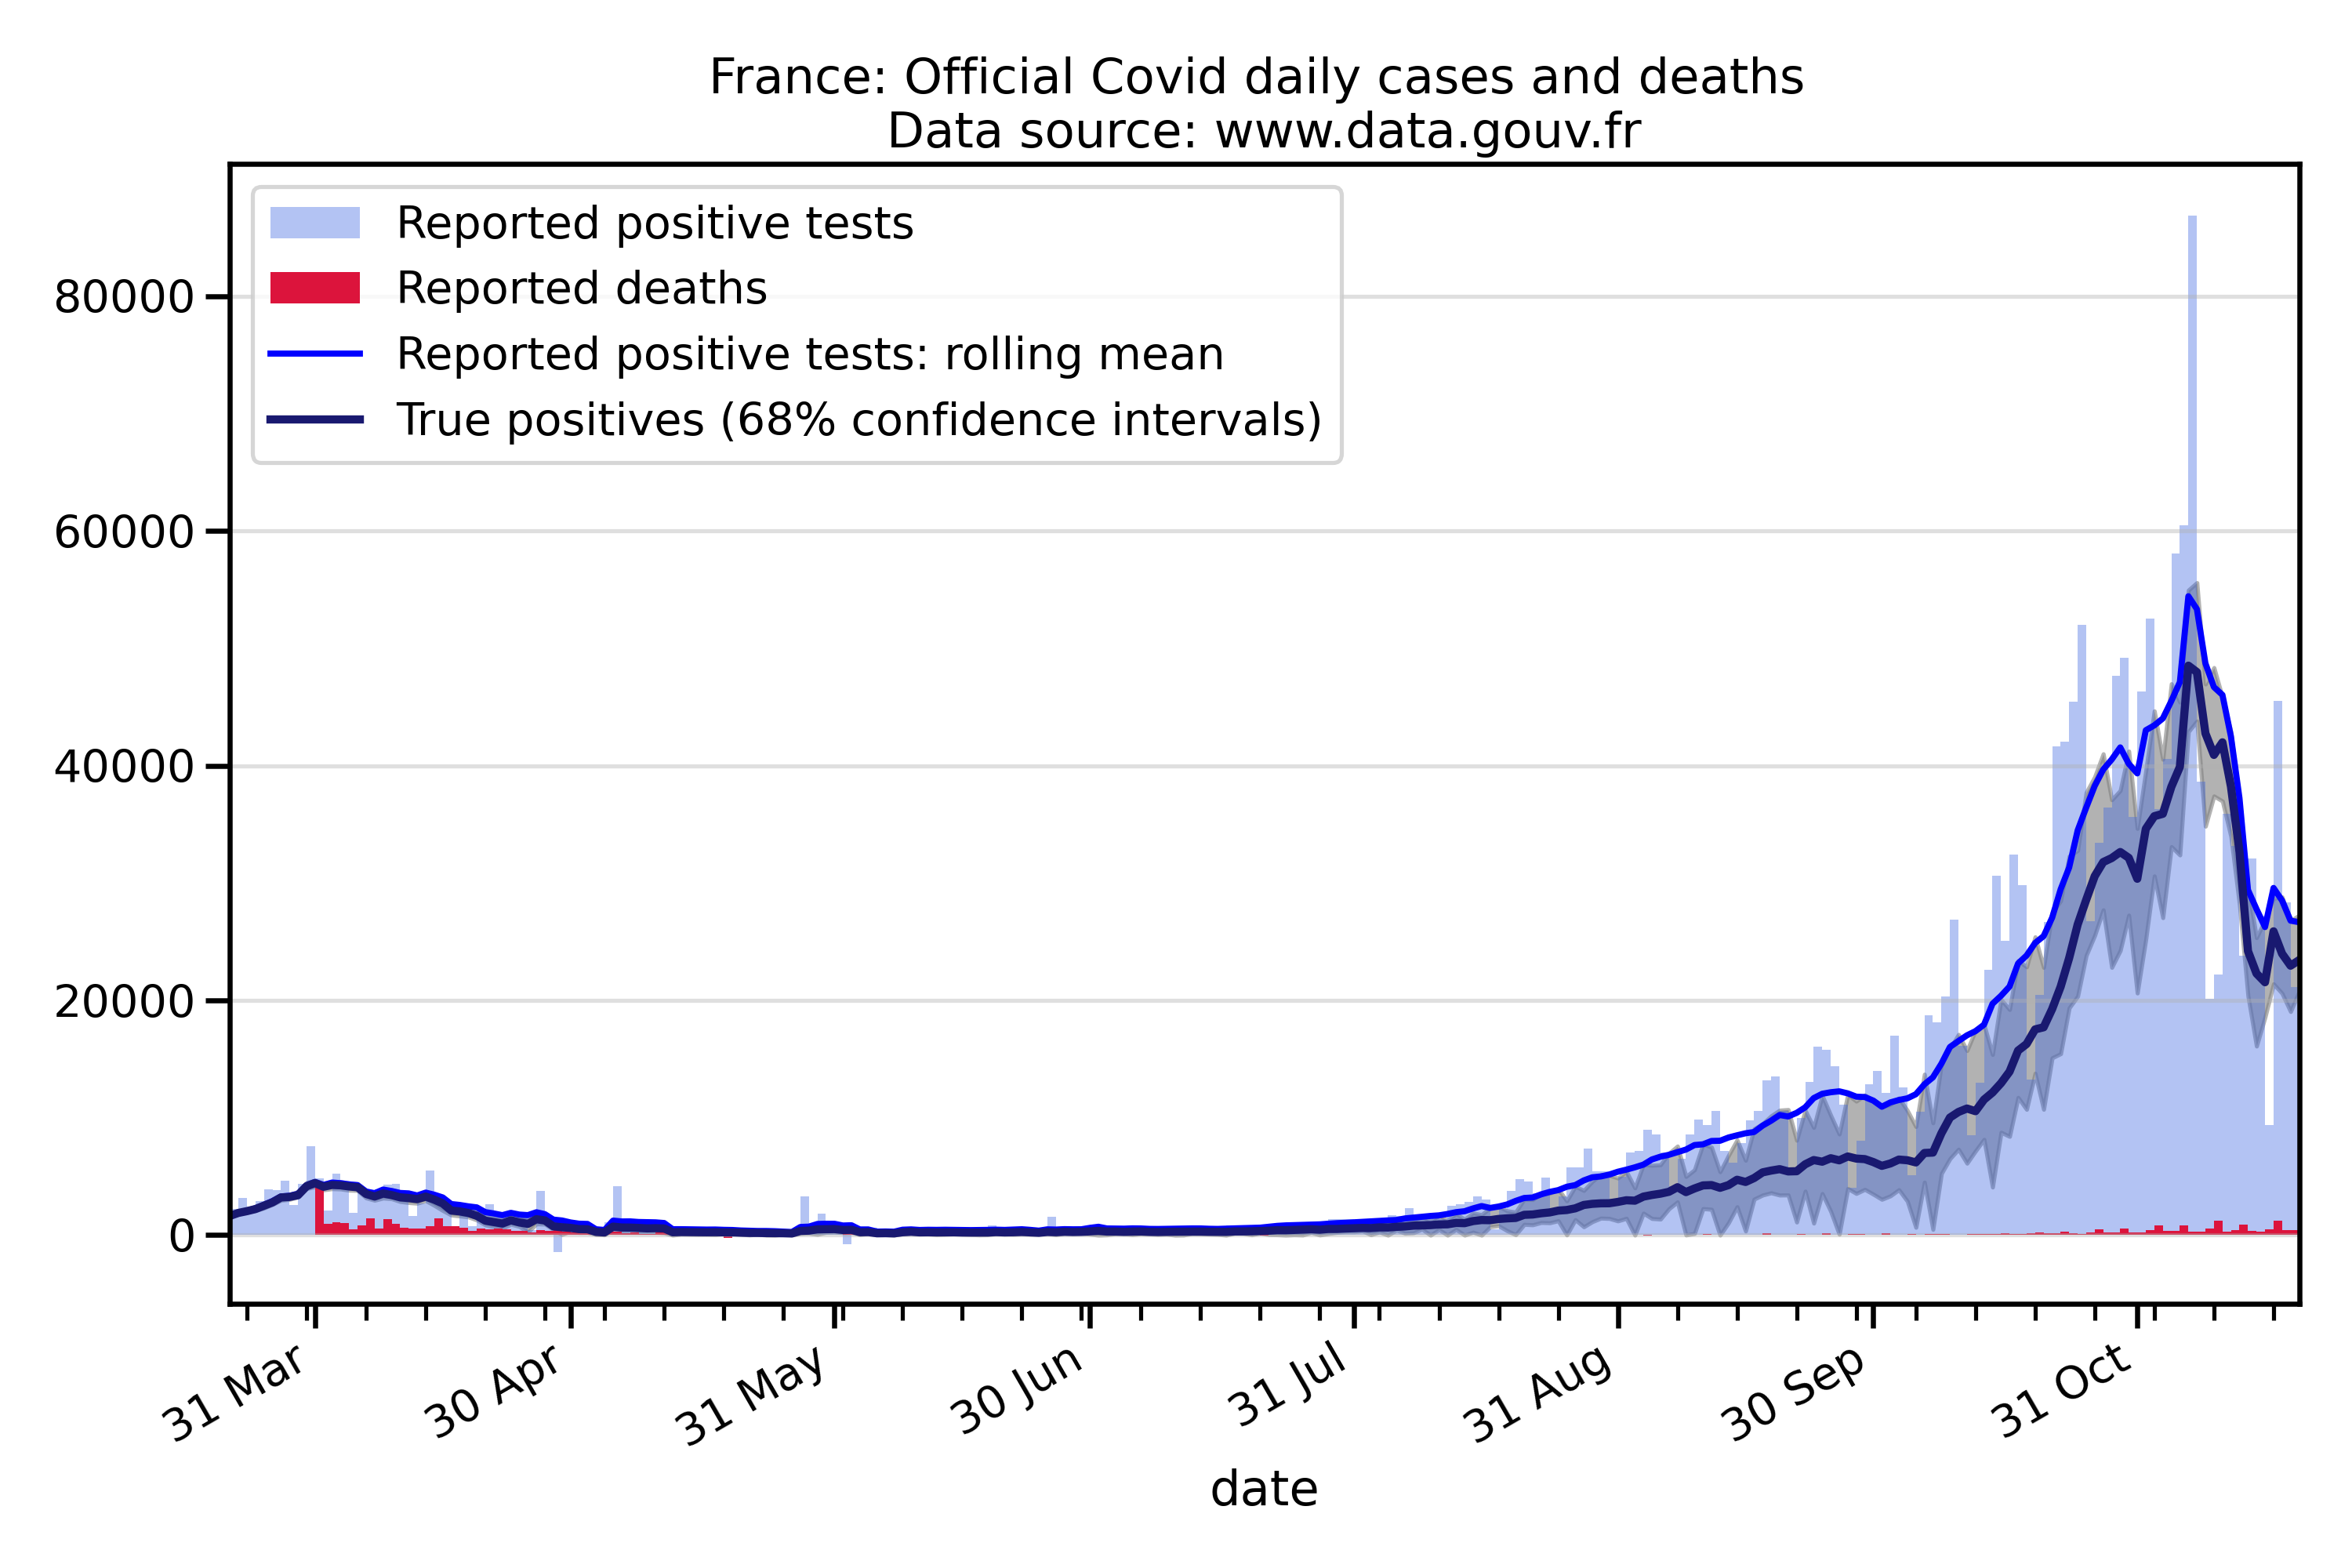 France: Official Covid daily cases and deaths
Data source: www.data.gouv.fr
Reported positive tests
Reported deaths
Reported positive tests: rolling mean
True positives (68% confidence intervals)
80000
60000
40000
20000
0
31 Mar
30 Apr
31 May
30 Jun
31 Jul
31 Aug
30 Sep
31 Oct
date